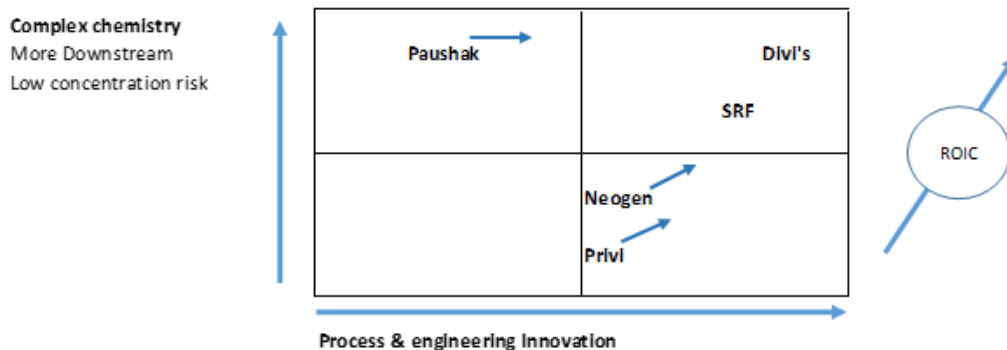 Complex chemistry
More Downstream
Low concentration risk
Paushak
Divi's
SRF
ROIC
Neogen
Privi
Process & engineering Innovation